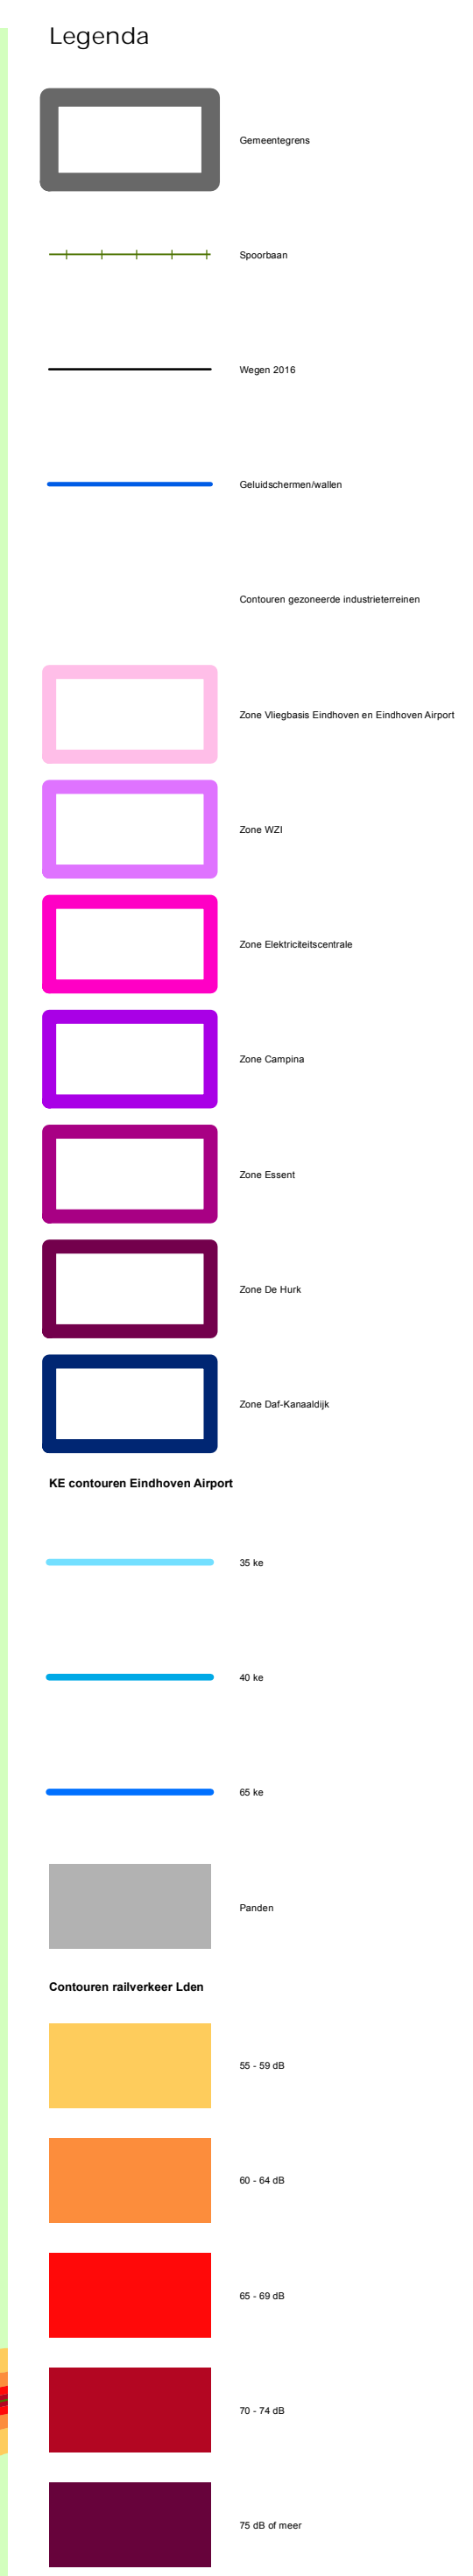 Legenda
Gemeentegrens
Spoorbaan
Wegen 2016
Geluidschermen/wallen
Contouren gezoneerde industrieterreinen
Zone Vliegbasis Eindhoven en Eindhoven Airport
Zone WZI
Zone Elektriciteitscentrale
Zone Campina
Zone Essent
Zone De Hurk
Zone Daf-Kanaaldijk
KE contouren Eindhoven Airport
35 ke
40 ke
65 ke
Panden
Contouren railverkeer Lden
55 - 59 dB
60 - 64 dB
65 - 69 dB
70 - 74 dB
75 dB of meer